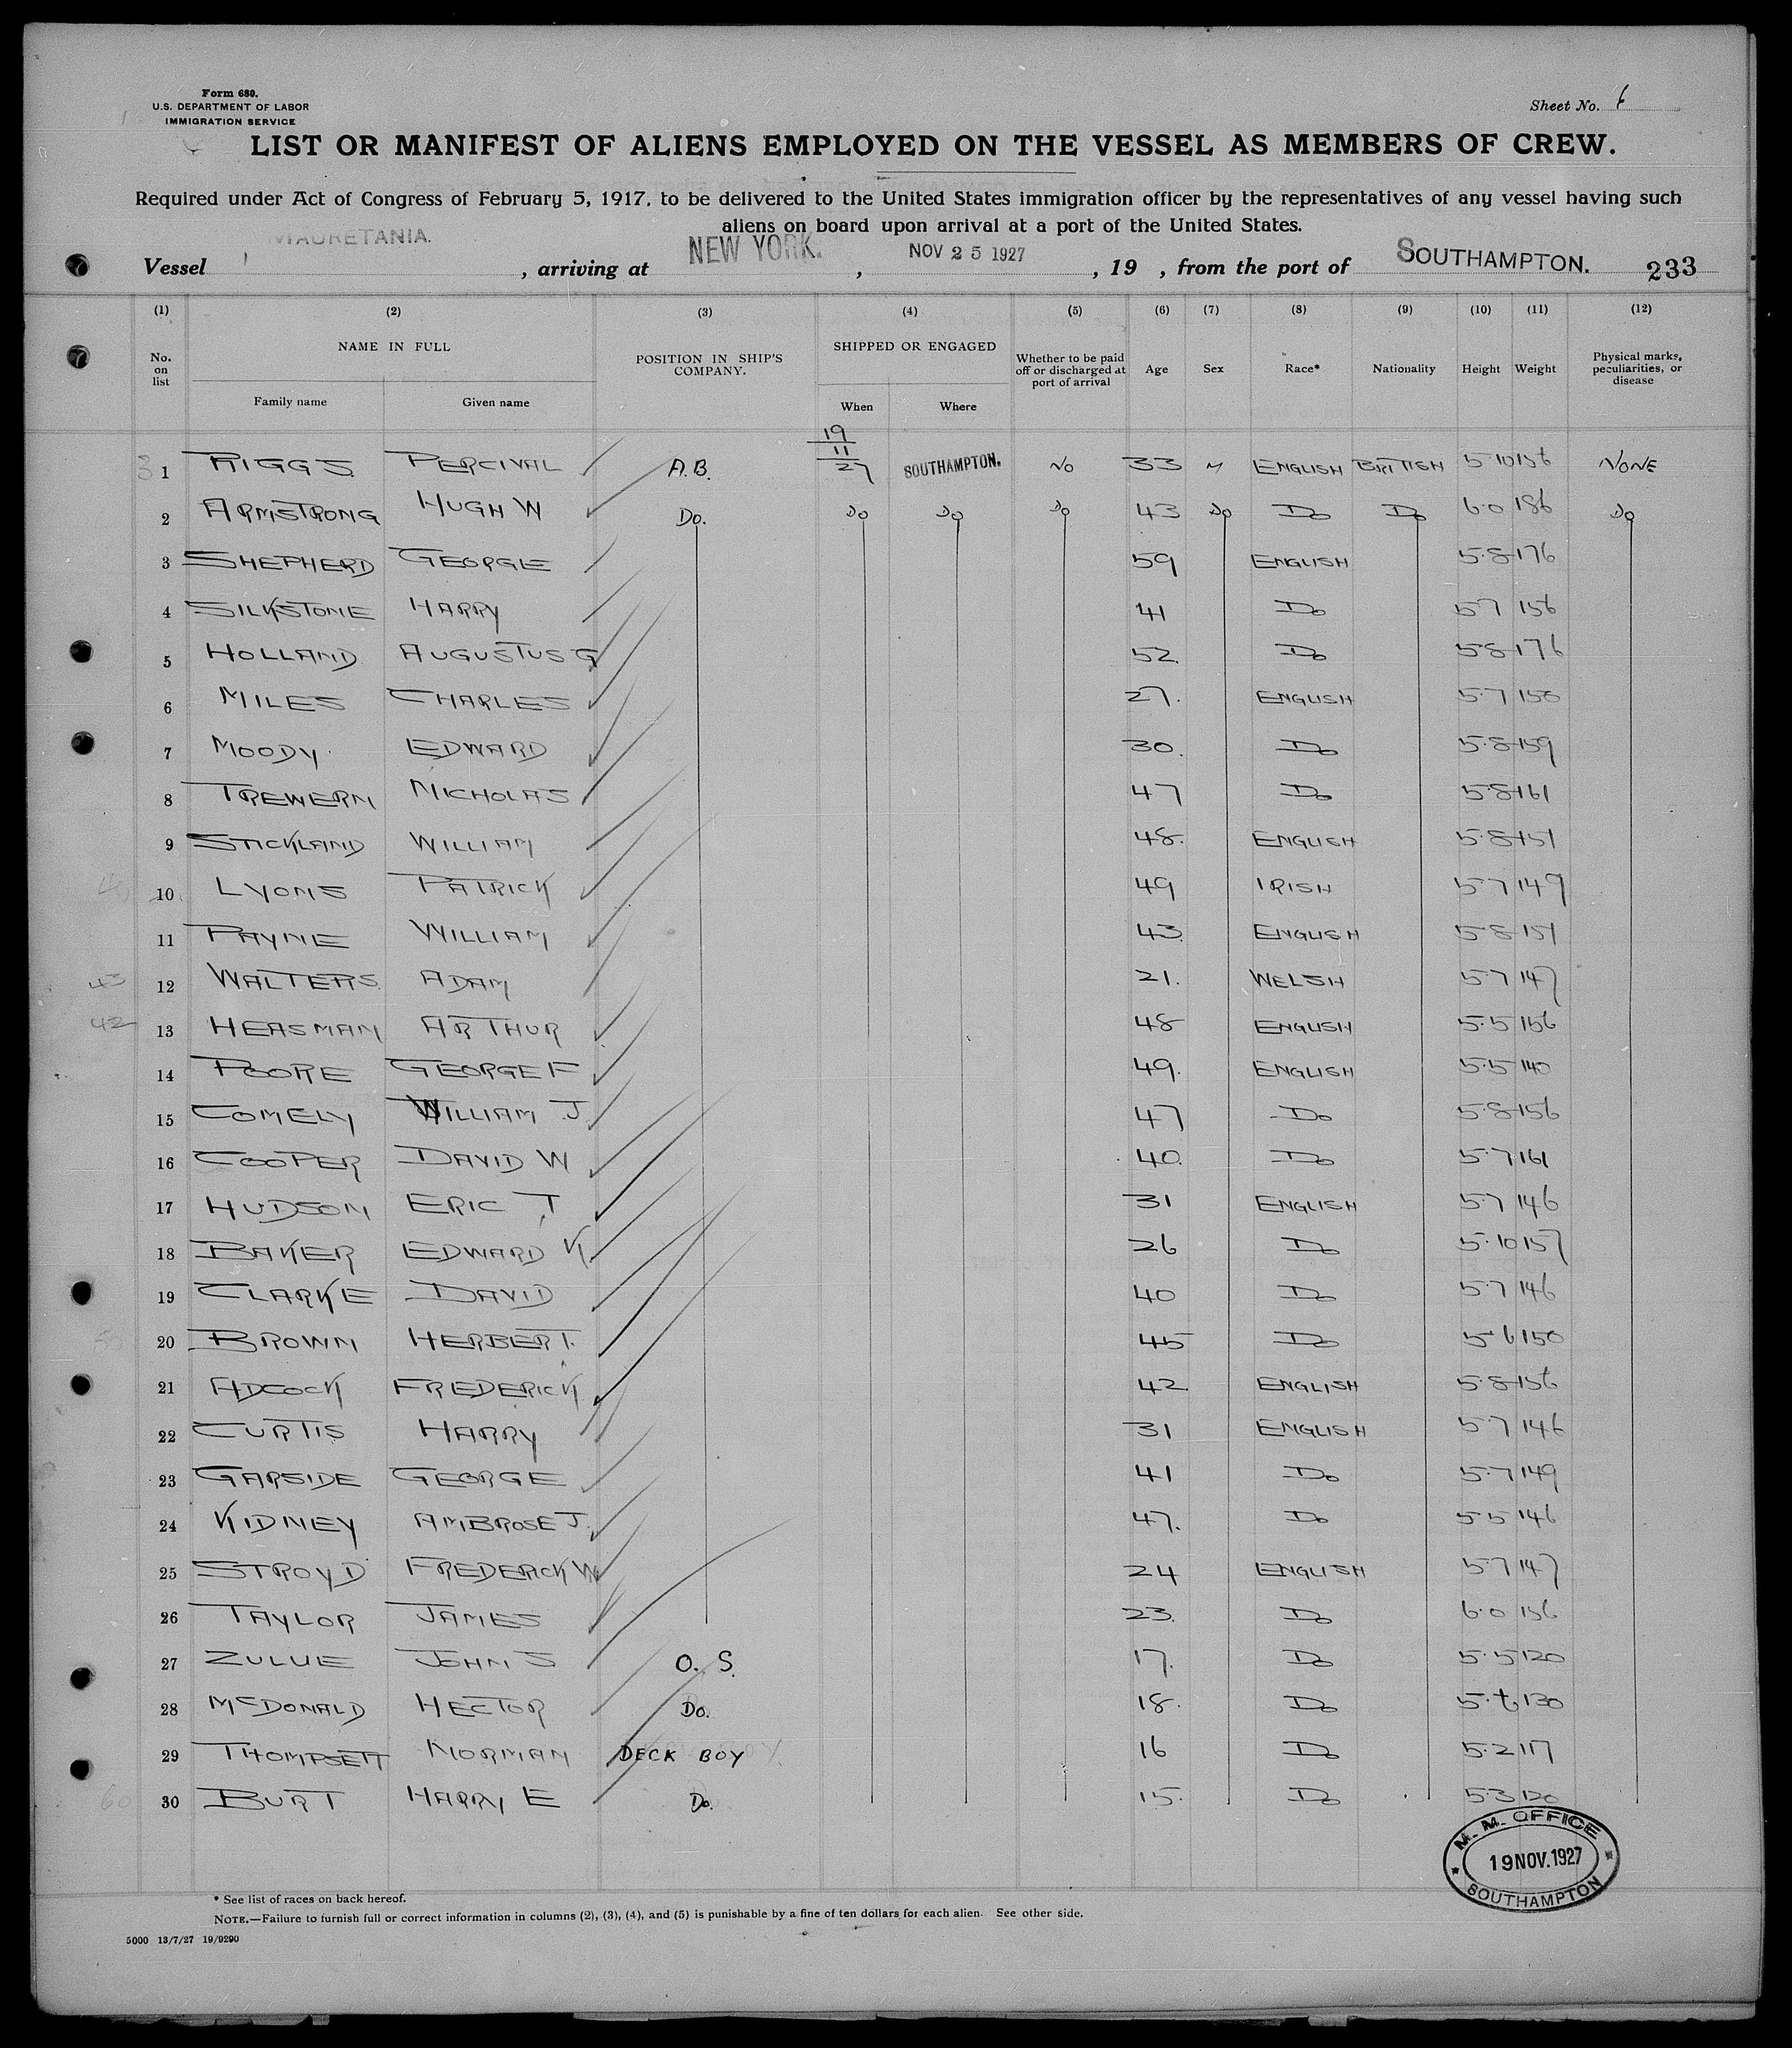 Form 680.
U.S. DEPARTMENT OF LABOR
IMMIGRATION SERVICE
Sheet No. 6
LIST OR MANIFEST OF ALIENS EMPLOYED ON THE VESSEL AS MEMBERS OF CREW.
Required under Act of Congress of February 5, 1917, to be delivered to the United States immigration officer by the representatives of any vessel having such
aliens on board upon arrival at a port of the United States.
Vessel MAURETANIA. , arriving at NEW YORK. , NOV 25 1927 , 19 , from the port of SOUTHAMPTON. 233
(1) (2) (3) (4) (5) (6) (7) (8) (9) (10) (11) (12)
No. on list NAME IN FULL Family name Given name POSITION IN SHIP'S COMPANY. SHIPPED OR ENGAGED When Where Whether to be paid off or discharged at port of arrival Age Sex Race* Nationality Height Weight Physical marks, peculiarities, or disease
1 RIGGS PERCIVAL A.B. 19/11/27 SOUTHAMPTON. NO 33 M ENGLISH BRITISH 5-10 156 NONE
2 ARMSTRONG HUGH W Do. Do Do Do 43 Do Do Do 6.0 186 Do
3 SHEPHERD GEORGE 59 ENGLISH 5.8 176
4 SILKSTONE HARRY 41 Do 5.7 156
5 HOLLAND AUGUSTUS G 52. Do 5.8 176
6 MILES CHARLES 27. ENGLISH 5.7 150
7 MOODY EDWARD 30. Do 5.8 159
8 TREWERN NICHOLAS 47 Do 5.8 161
9 STICKLAND WILLIAM 48. ENGLISH 5.8 151
10 LYONS PATRICK 49 IRISH 5.7 149
11 PAYNE WILLIAM 43. ENGLISH 5.8 151
43 12 WALTERS ADAM 21. WELSH 5.7 147
42 13 HEASMAN ARTHUR 48 ENGLISH 5.5 156
14 POORE GEORGE F 49. ENGLISH 5.5 140
15 COMELY WILLIAM J. 47 Do 5.8 156
16 COOPER DAVID W 40. Do 5.7 161
17 HUDSON ERIC T 31 ENGLISH 5.7 146
18 BAKER EDWARD K. 26 Do 5.10 157
19 CLARKE DAVID 40 Do 5.7 146
20 BROWN HERBERT. 45 Do 5.6 150
21 ADCOCK FREDERICK 42 ENGLISH 5.8 156
22 CURTIS HARRY 31 ENGLISH 5.7 146
23 GARSIDE GEORGE 41 Do 5.7 149
24 KIDNEY AMBROSE J. 47. Do 5.5 146
25 STROYD FREDERICK W 24 ENGLISH 5.7 147
26 TAYLOR JAMES 23. Do 6.0 156
27 ZULUE JOHN S O.S. 17. Do 5.5 120
28 McDONALD HECTOR Do. 18. Do 5.6 130
29 THOMPSETT NORMAN DECK BOY 16 Do 5.2 117
60 30 BURT HARRY E Do. 15. Do 5.3 120
M. M. OFFICE
19 NOV. 1927
SOUTHAMPTON
* See list of races on back hereof.
NOTE.—Failure to furnish full or correct information in columns (2), (3), (4), and (5) is punishable by a fine of ten dollars for each alien. See other side.
5000 13/7/27 19/9290